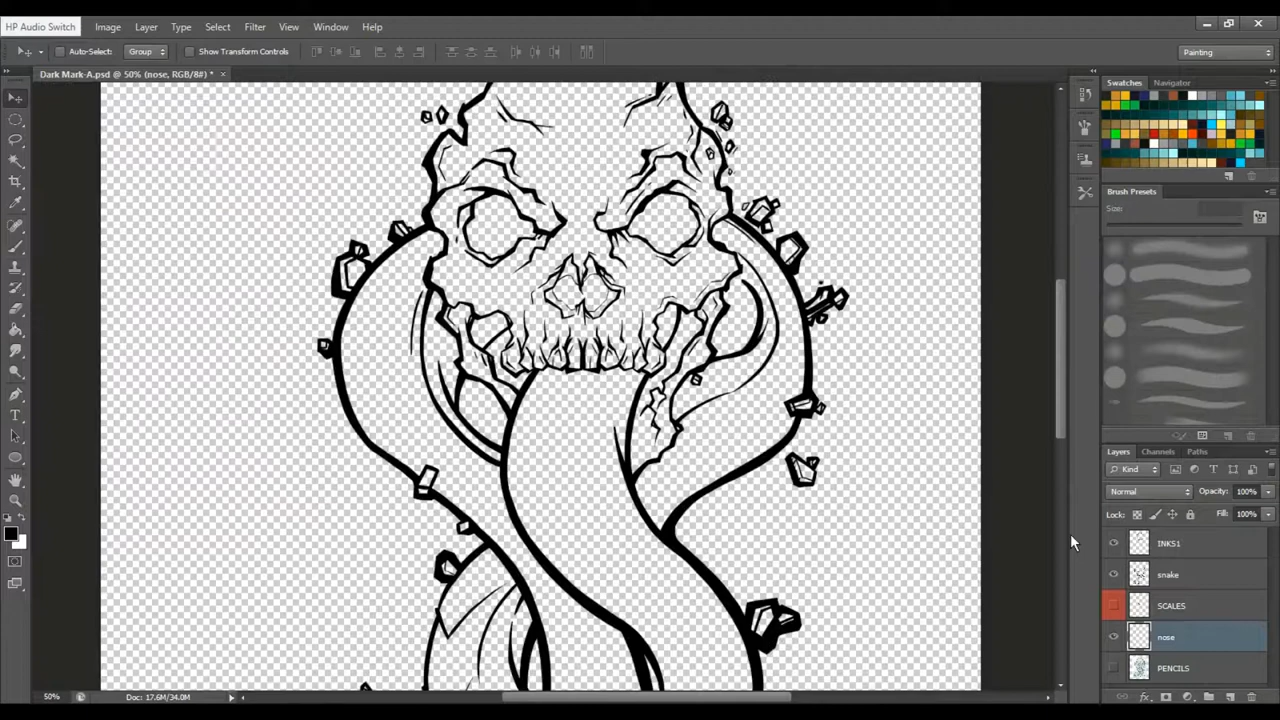 HP Audio Switch Image Layer Type Select Filter View Window Help
Auto-Select: Group Show Transform Controls Painting
Dark Mark-A.psd @ 50% (nose, RGB/8#) * ×
Swatches Navigator
Brush Presets
Size:
Layers Channels Paths
Kind
Normal Opacity: 100%
Lock: Fill: 100%
INKS1
snake
SCALES
nose
PENCILS
50% Doc: 17.6M/34.0M